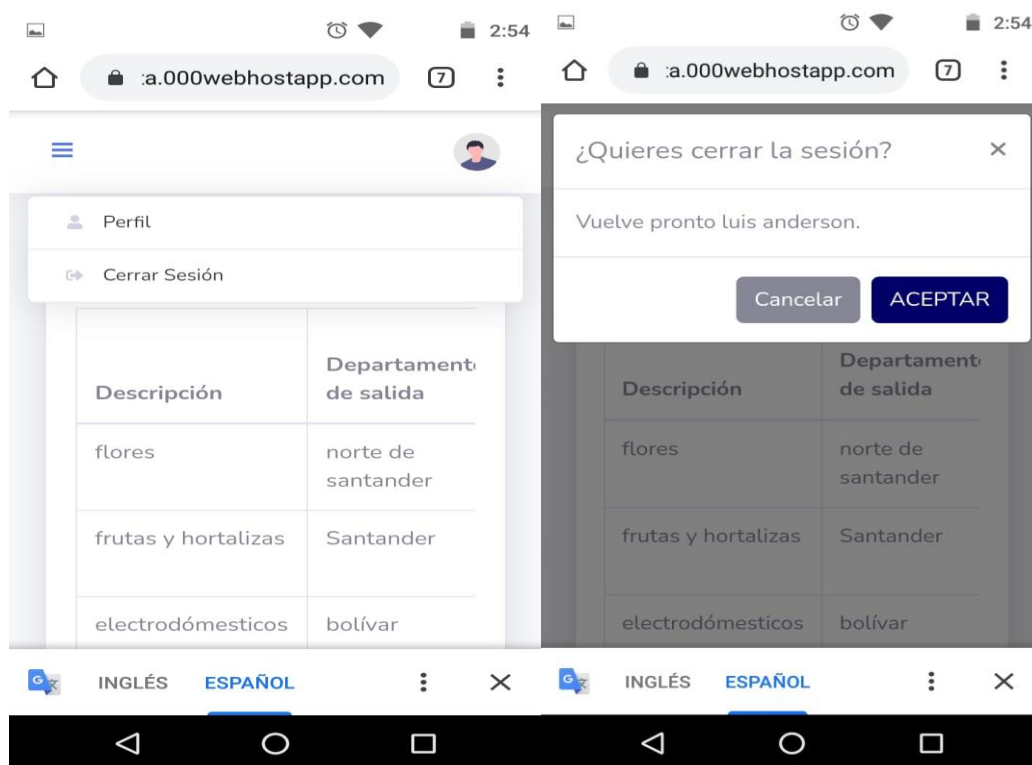 2:54
:a.000webhostapp.com
7
Perfil
Cerrar Sesión
Descripción
Departamento
de salida
flores
norte de
santander
frutas y hortalizas
Santander
electrodómesticos
bolívar
INGLÉS ESPAÑOL
2:54
:a.000webhostapp.com
7
¿Quieres cerrar la sesión?
Vuelve pronto luis anderson.
Cancelar
ACEPTAR
Descripción
Departamento
de salida
flores
norte de
santander
frutas y hortalizas
Santander
electrodómesticos
bolívar
INGLÉS ESPAÑOL